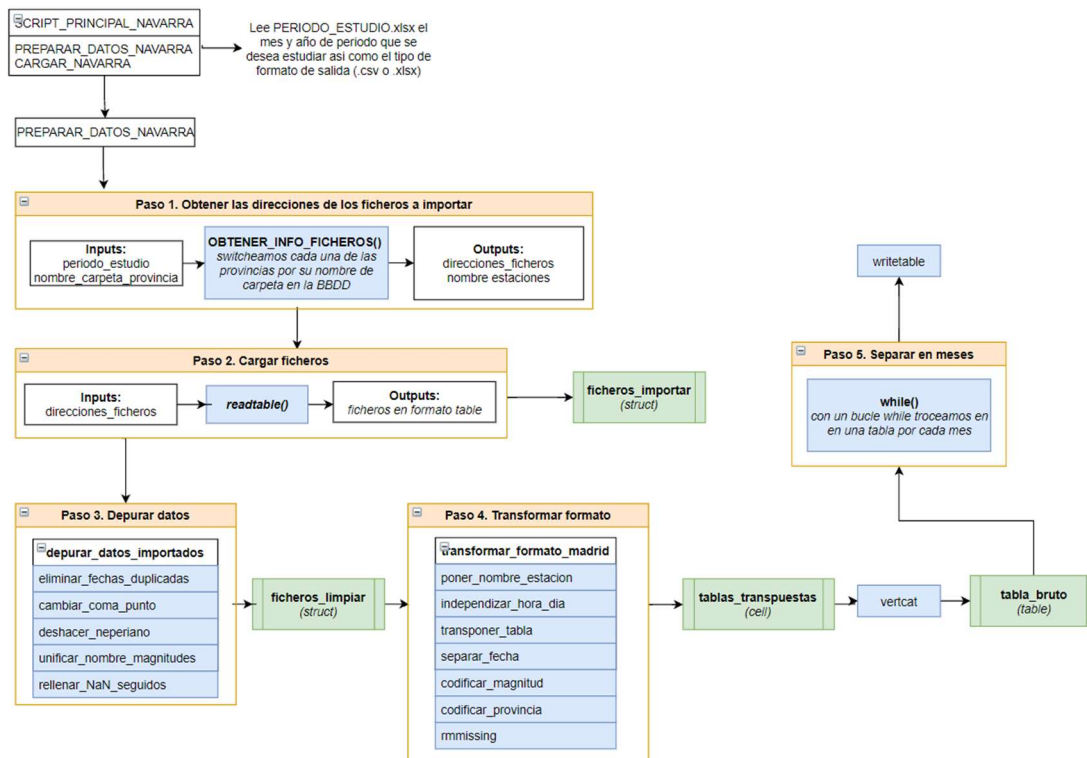 SCRIPT_PRINCIPAL_NAVARRA
PREPARAR_DATOS_NAVARRA
CARGAR_NAVARRA
Lee PERIODO_ESTUDIO.xlsx el
mes y año de periodo que se
desea estudiar asi como el tipo de
formato de salida (.csv o .xlsx)
PREPARAR_DATOS_NAVARRA
Paso 1. Obtener las direcciones de los ficheros a importar
Inputs:
periodo_estudio
nombre_carpeta_provincia
OBTENER_INFO_FICHEROS()
switcheamos cada una de las
provincias por su nombre de
carpeta en la BBDD
Outputs:
direcciones_ficheros
nombre estaciones
Paso 2. Cargar ficheros
Inputs:
direcciones_ficheros
readtable()
Outputs:
ficheros en formato table
ficheros_importar
(struct)
Paso 3. Depurar datos
depurar_datos_importados
eliminar_fechas_duplicadas
cambiar_coma_punto
deshacer_neperiano
unificar_nombre_magnitudes
rellenar_NaN_seguidos
ficheros_limpiar
(struct)
Paso 4. Transformar formato
transformar_formato_madrid
poner_nombre_estacion
independizar_hora_dia
transponer_tabla
separar_fecha
codificar_magnitud
codificar_provincia
rmmissing
tablas_transpuestas
(cell)
vertcat
tabla_bruto
(table)
Paso 5. Separar en meses
while()
con un bucle while troceamos en
en una tabla por cada mes
writetable